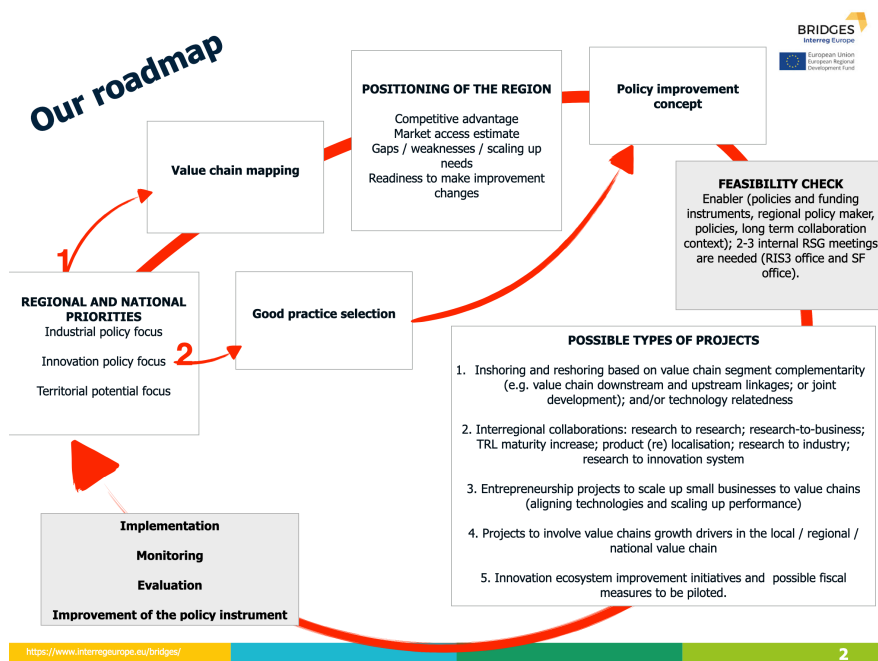 Our roadmap
BRIDGES
Interreg Europe
European Union
European Regional
Development Fund
POSITIONING OF THE REGION
Competitive advantage
Market access estimate
Gaps / weaknesses / scaling up
needs
Readiness to make improvement
changes
Policy improvement
concept
Value chain mapping
FEASIBILITY CHECK
Enabler (policies and funding
instruments, regional policy maker,
policies, long term collaboration
context); 2-3 internal RSG meetings
are needed (RIS3 office and SF
office).
1
REGIONAL AND NATIONAL
PRIORITIES
Industrial policy focus
Innovation policy focus
Territorial potential focus
2
Good practice selection
POSSIBLE TYPES OF PROJECTS
1. Inshoring and reshoring based on value chain segment complementarity
(e.g. value chain downstream and upstream linkages; or joint
development); and/or technology relatedness
2. Interregional collaborations: research to research; research-to-business;
TRL maturity increase; product (re) localisation; research to industry;
research to innovation system
3. Entrepreneurship projects to scale up small businesses to value chains
(aligning technologies and scaling up performance)
4. Projects to involve value chains growth drivers in the local / regional /
national value chain
5. Innovation ecosystem improvement initiatives and possible fiscal
measures to be piloted.
Implementation
Monitoring
Evaluation
Improvement of the policy instrument
https://www.interregeurope.eu/bridges/
2